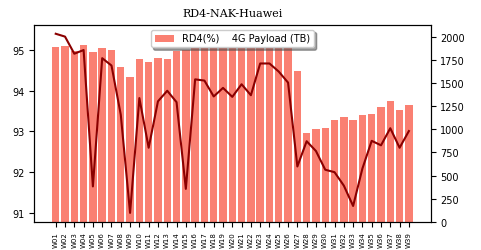 RD4-NAK-Huawei
RD4(%) 4G Payload (TB)
95
94
93
92
91
2000
1750
1500
1250
1000
750
500
250
0
W01
W02
W03
W04
W05
W06
W07
W08
W09
W10
W11
W12
W13
W14
W15
W16
W17
W18
W19
W20
W21
W22
W23
W24
W25
W26
W27
W28
W29
W30
W31
W32
W33
W34
W35
W36
W37
W38
W39